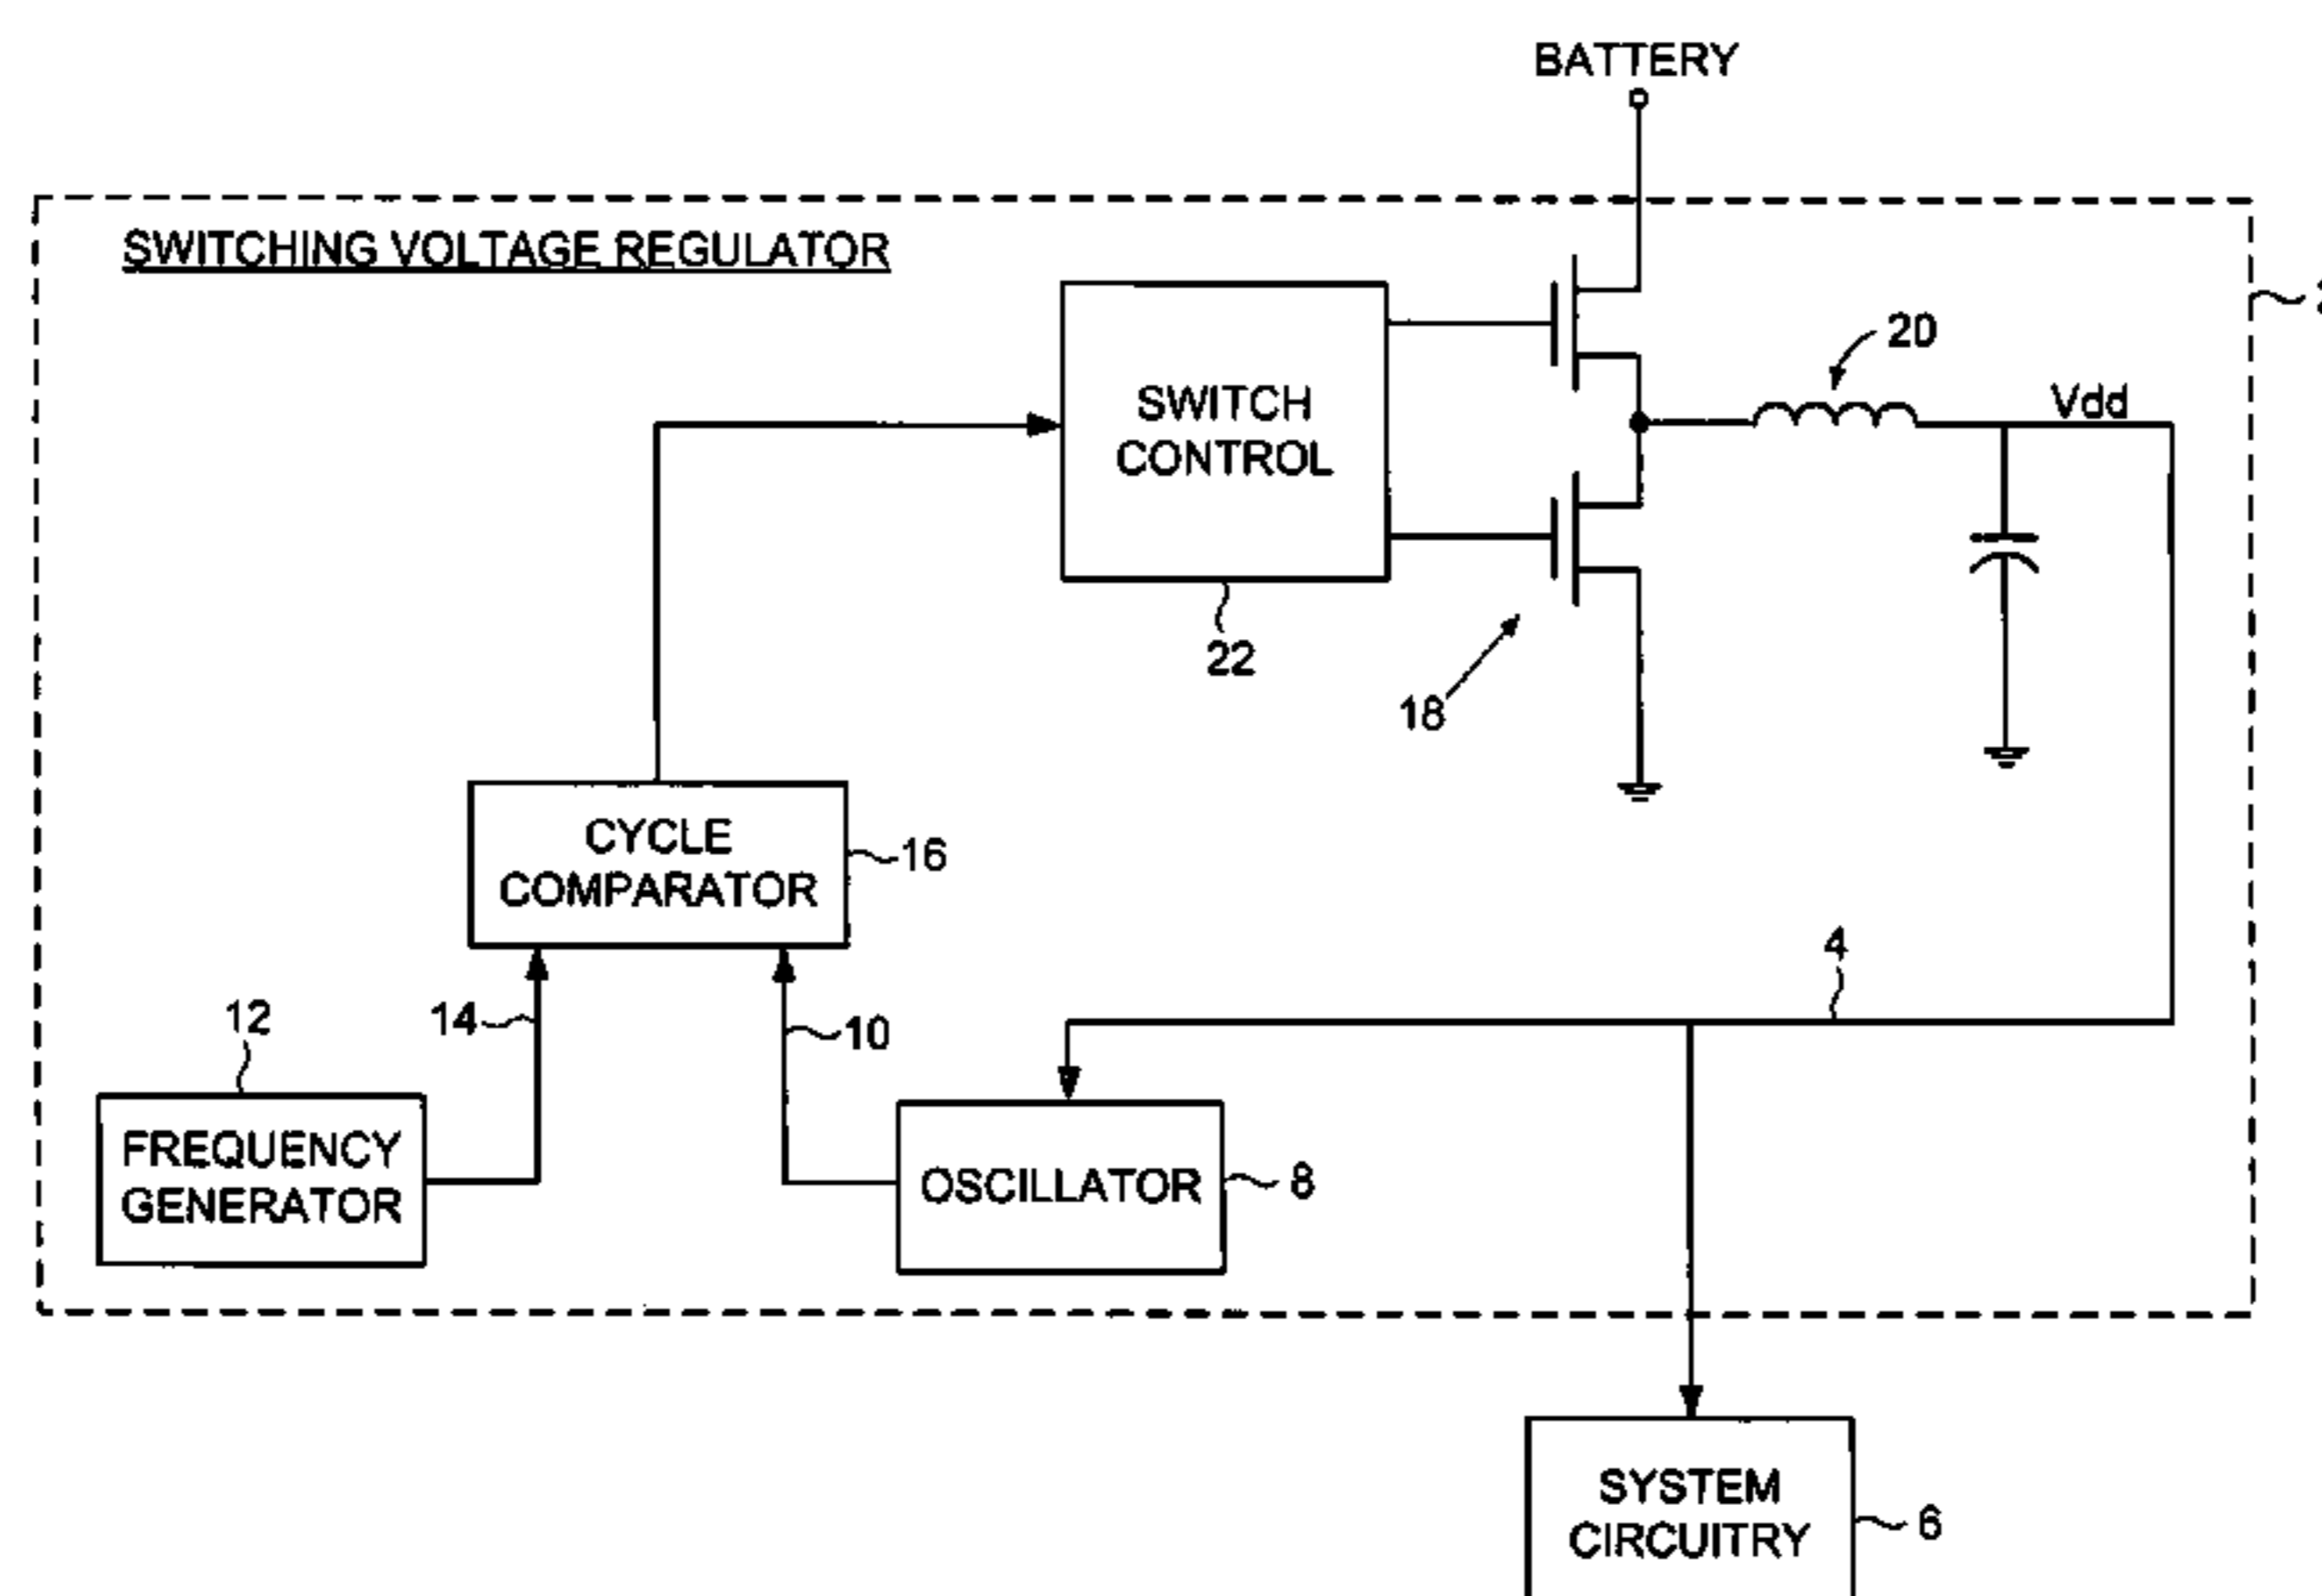 BATTERY
SWITCHING VOLTAGE REGULATOR
20
Vdd
SWITCH
CONTROL
22
18
CYCLE
COMPARATOR
16
4
12
14
10
FREQUENCY
GENERATOR
OSCILLATOR
8
SYSTEM
CIRCUITRY
6